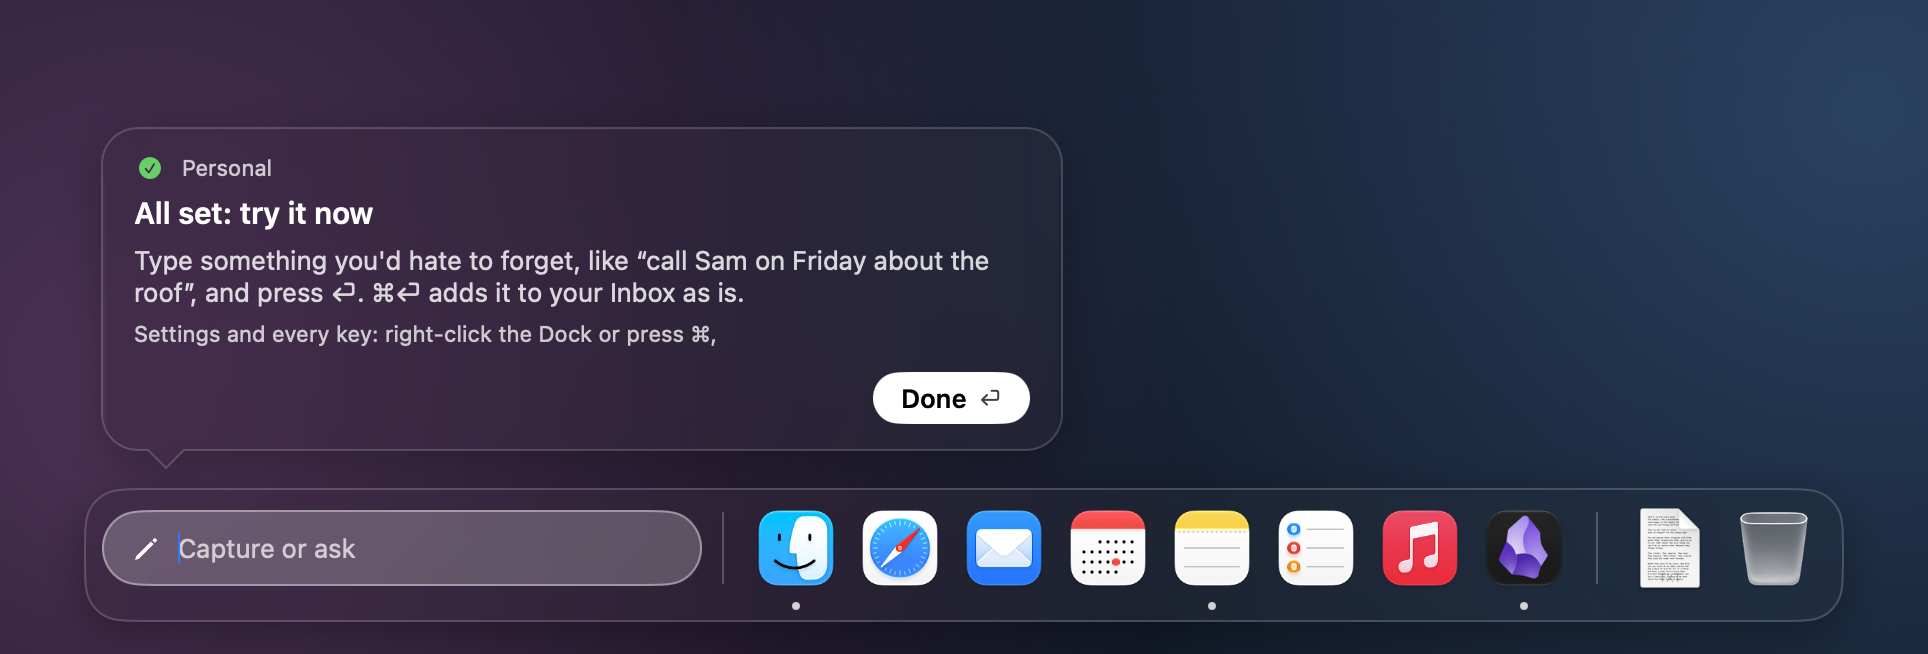 Personal
All set: try it now
Type something you'd hate to forget, like “call Sam on Friday about the
roof”, and press ⏎. ⌘⏎ adds it to your Inbox as is.
Settings and every key: right-click the Dock or press ⌘,
Done ⏎
Capture or ask